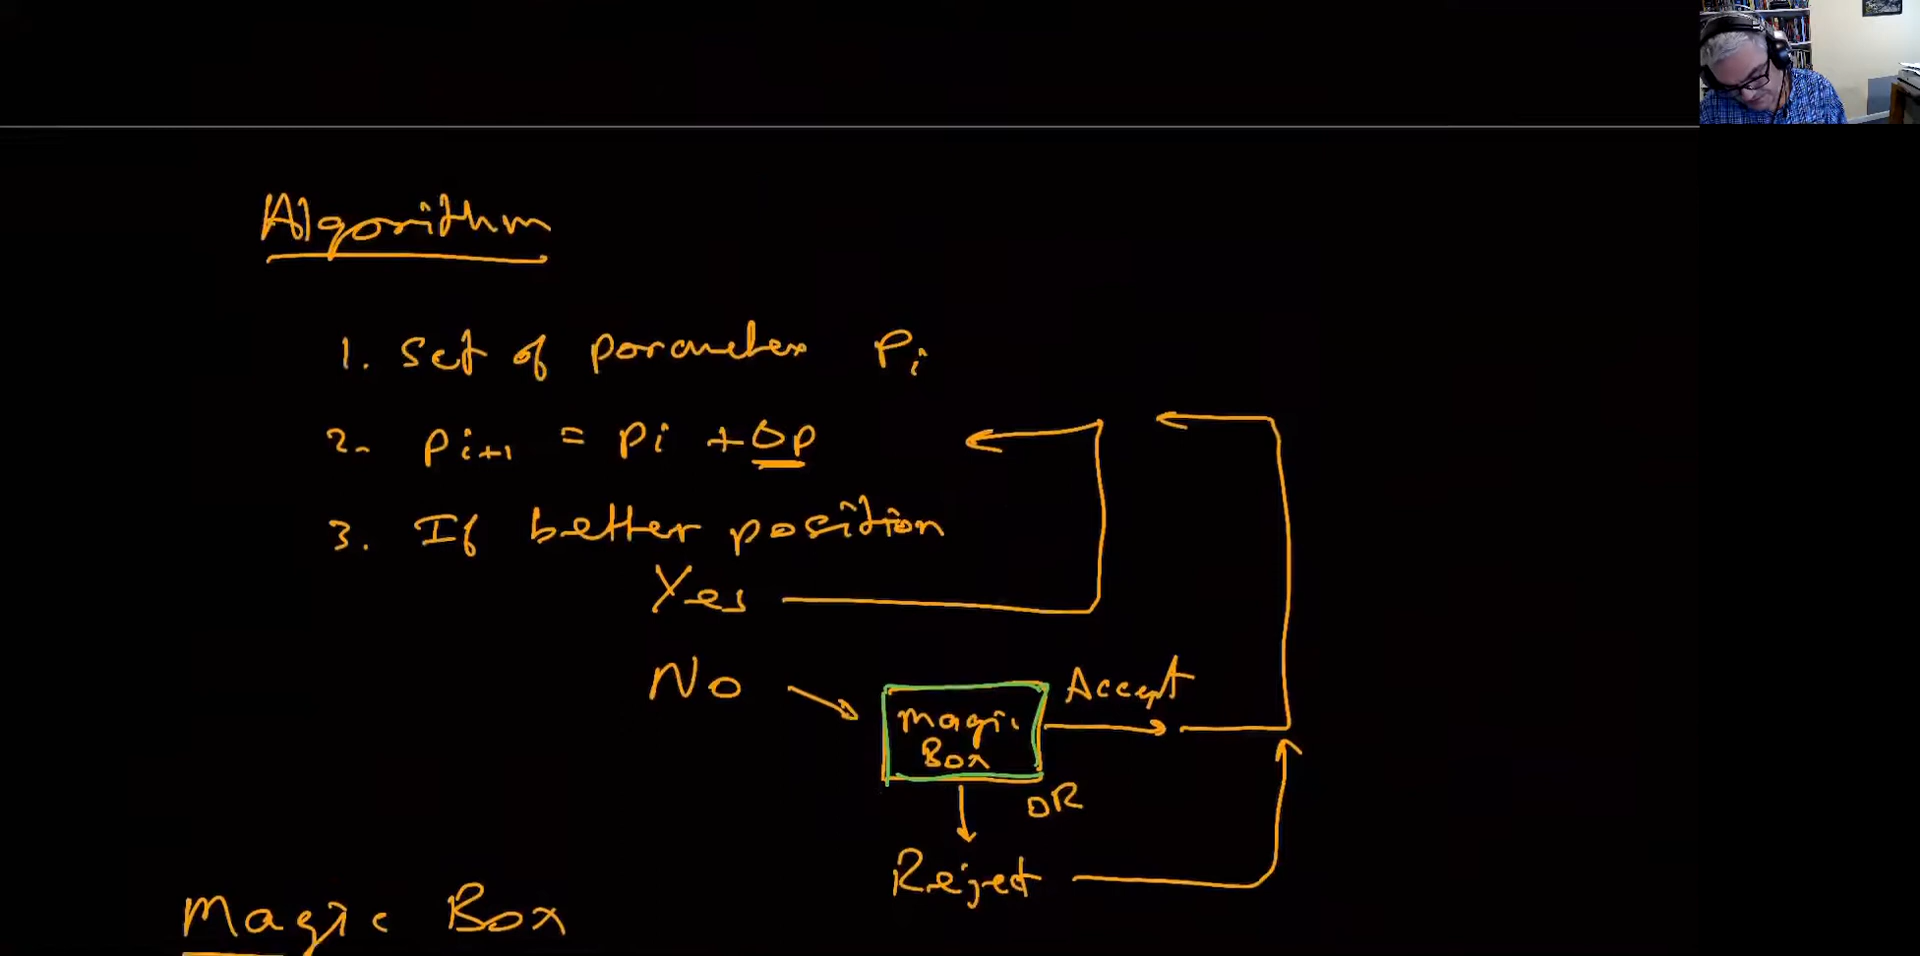 Algorithm
1. Set of parameters Pi
2. Pi+1 = Pi + Δp
3. If better position
Yes
No
Magic Box
Accept
OR
Reject
Magic Box